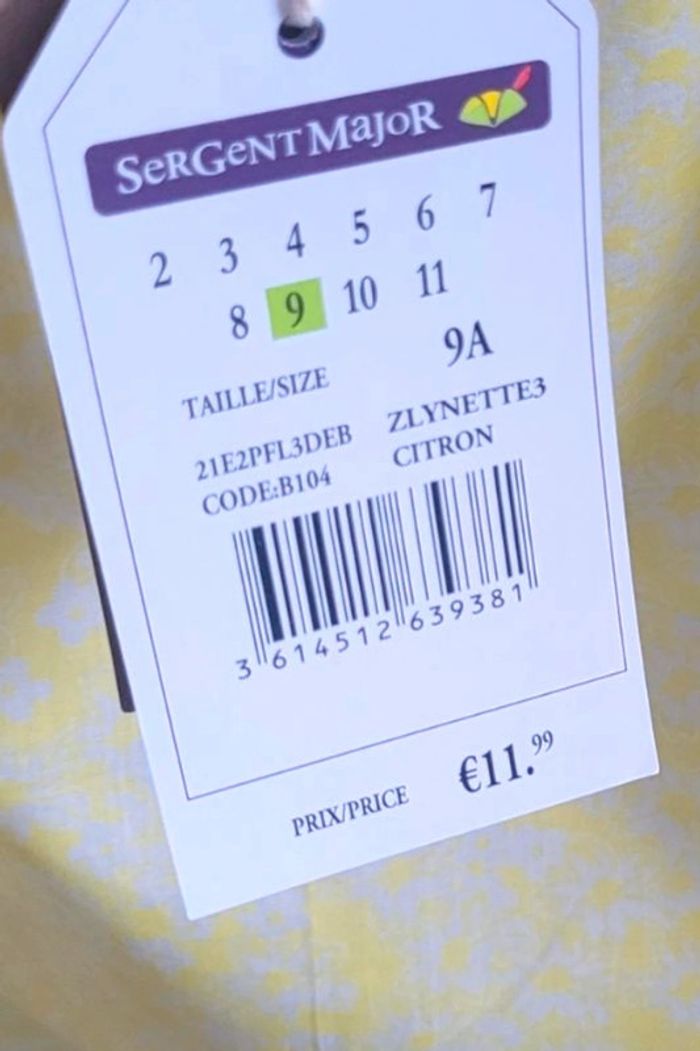 SeRGeNT MaJoR
2 3 4 5 6 7
8 9 10 11
TAILLE/SIZE 9A
21E2PFL3DEB ZLYNETTE3
CODE:B104 CITRON
3 614512 639381
PRIX/PRICE €11.99